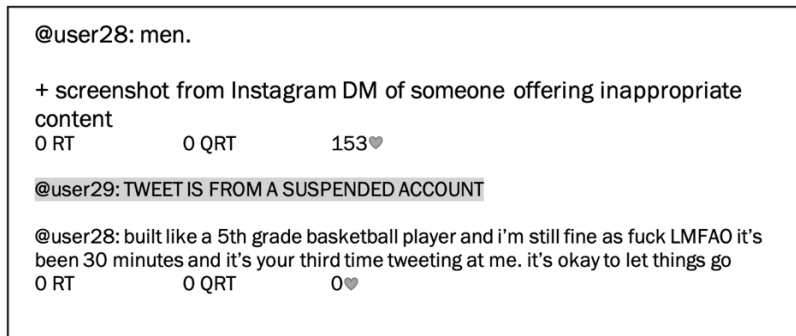 @user28: men.
+ screenshot from Instagram DM of someone offering inappropriate
content
0 RT 0 QRT 153🖤
@user29: TWEET IS FROM A SUSPENDED ACCOUNT
@user28: built like a 5th grade basketball player and i’m still fine as fuck LMFAO it’s
been 30 minutes and it’s your third time tweeting at me. it’s okay to let things go
0 RT 0 QRT 0🖤